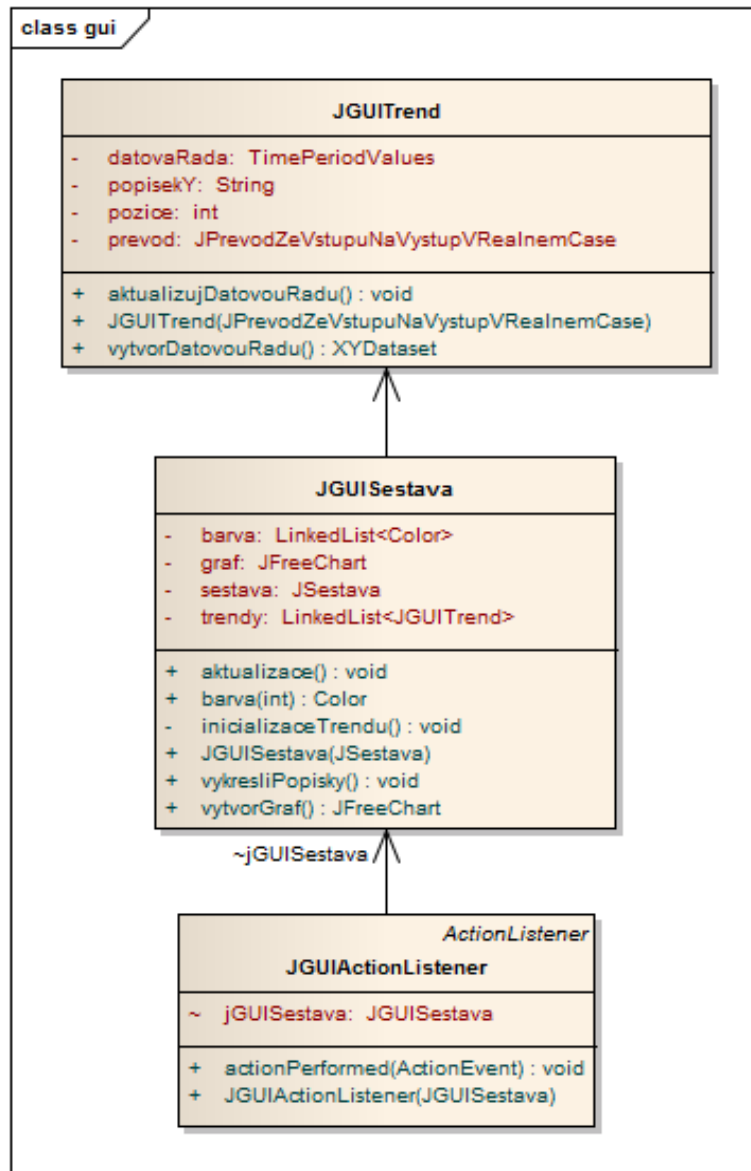 class gui
JGUITrend
- datovaRada: TimePeriodValues
- popisekY: String
- pozice: int
- prevod: JPrevodZeVstupuNaVystupVRealnemCase
+ aktualizujDatovouRadu() : void
+ JGUITrend(JPrevodZeVstupuNaVystupVRealnemCase)
+ vytvorDatovouRadu() : XYDataset
JGUISestava
- barva: LinkedList<Color>
- graf: JFreeChart
- sestava: JSestava
- trendy: LinkedList<JGUITrend>
+ aktualizace() : void
+ barva(int) : Color
- inicializaceTrendu() : void
+ JGUISestava(JSestava)
+ vykresliPopisky() : void
+ vytvorGraf() : JFreeChart
~jGUISestava
ActionListener
JGUIActionListener
~ jGUISestava: JGUISestava
+ actionPerformed(ActionEvent) : void
+ JGUIActionListener(JGUISestava)